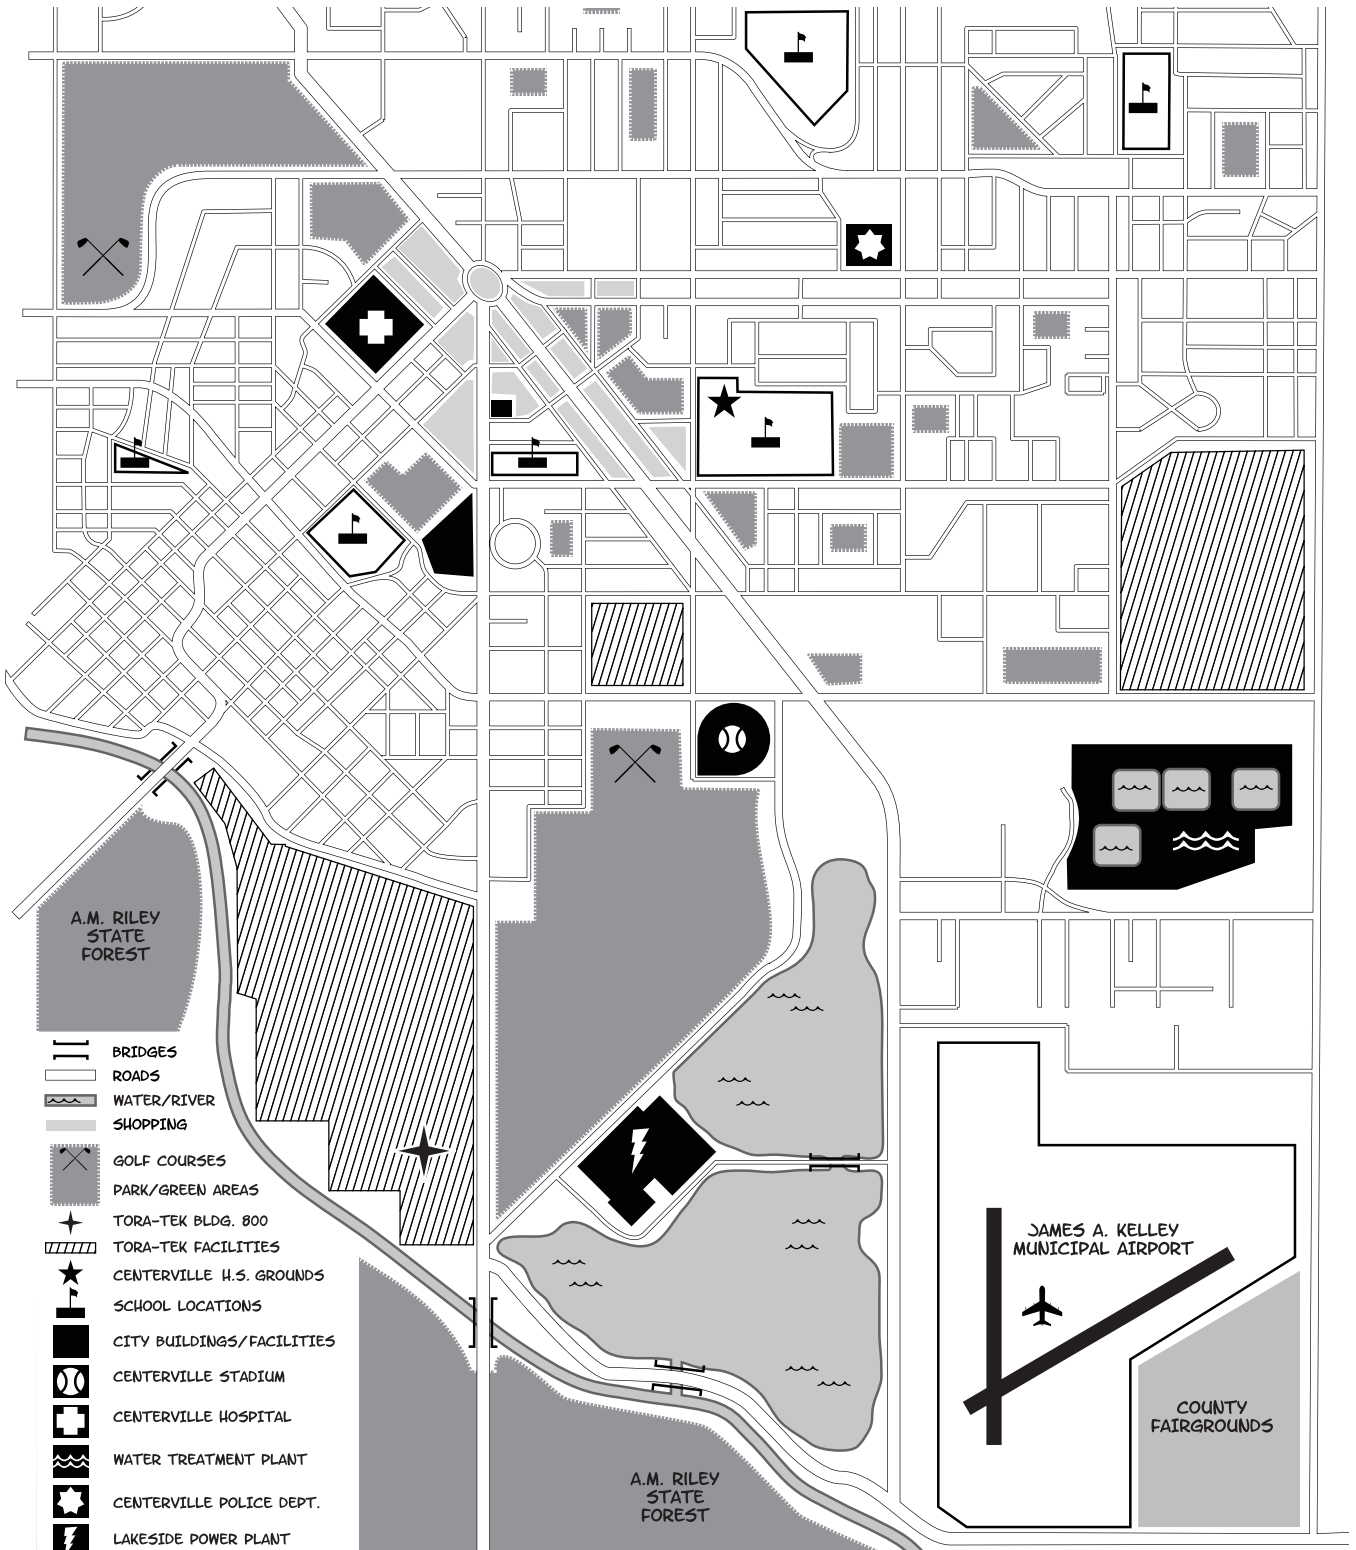 A.M. RILEY
STATE
FOREST
BRIDGES
ROADS
WATER/RIVER
SHOPPING
GOLF COURSES
PARK/GREEN AREAS
TORA-TEK BLDG. 800
TORA-TEK FACILITIES
CENTERVILLE H.S. GROUNDS
SCHOOL LOCATIONS
CITY BUILDINGS/FACILITIES
CENTERVILLE STADIUM
CENTERVILLE HOSPITAL
WATER TREATMENT PLANT
CENTERVILLE POLICE DEPT.
LAKESIDE POWER PLANT
JAMES A. KELLEY
MUNICIPAL AIRPORT
COUNTY
FAIRGROUNDS
A.M. RILEY
STATE
FOREST